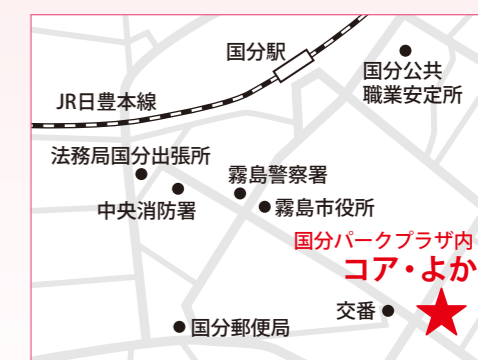 国分駅
国分公共
職業安定所
JR日豊本線
法務局国分出張所
霧島警察署
中央消防署
霧島市役所
国分パークプラザ内
コア・よか
交番
国分郵便局